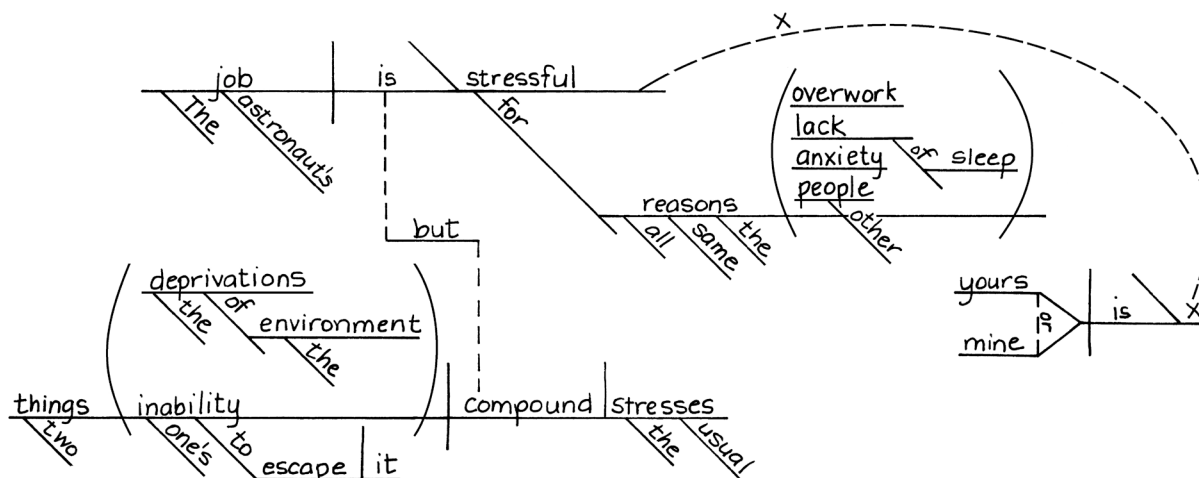 x
job is stressful
The astronaut's for
overwork
lack of sleep
anxiety
people other
reasons
all same the
but
yours
or
mine
is x
deprivations
the of environment
the
things inability compound stresses
two one's to the usual
escape it